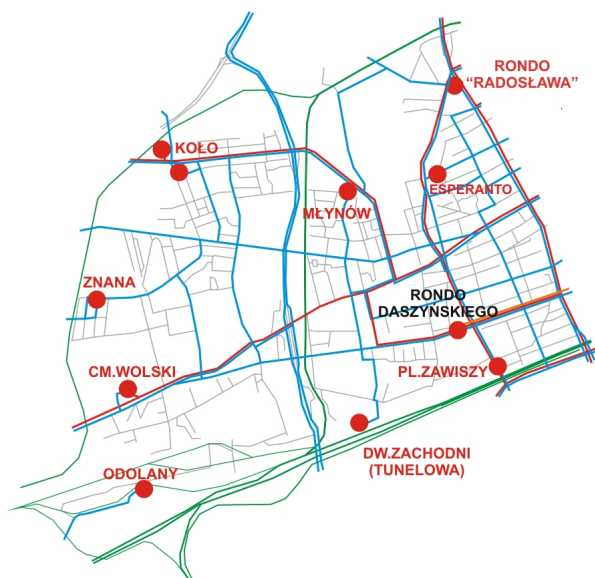 RONDO
“RADOSŁAWA”
KOŁO
ESPERANTO
MŁYNÓW
ZNANA
RONDO
DASZYŃSKIEGO
CM.WOLSKI
PL.ZAWISZY
DW.ZACHODNI
(TUNELOWA)
ODOLANY